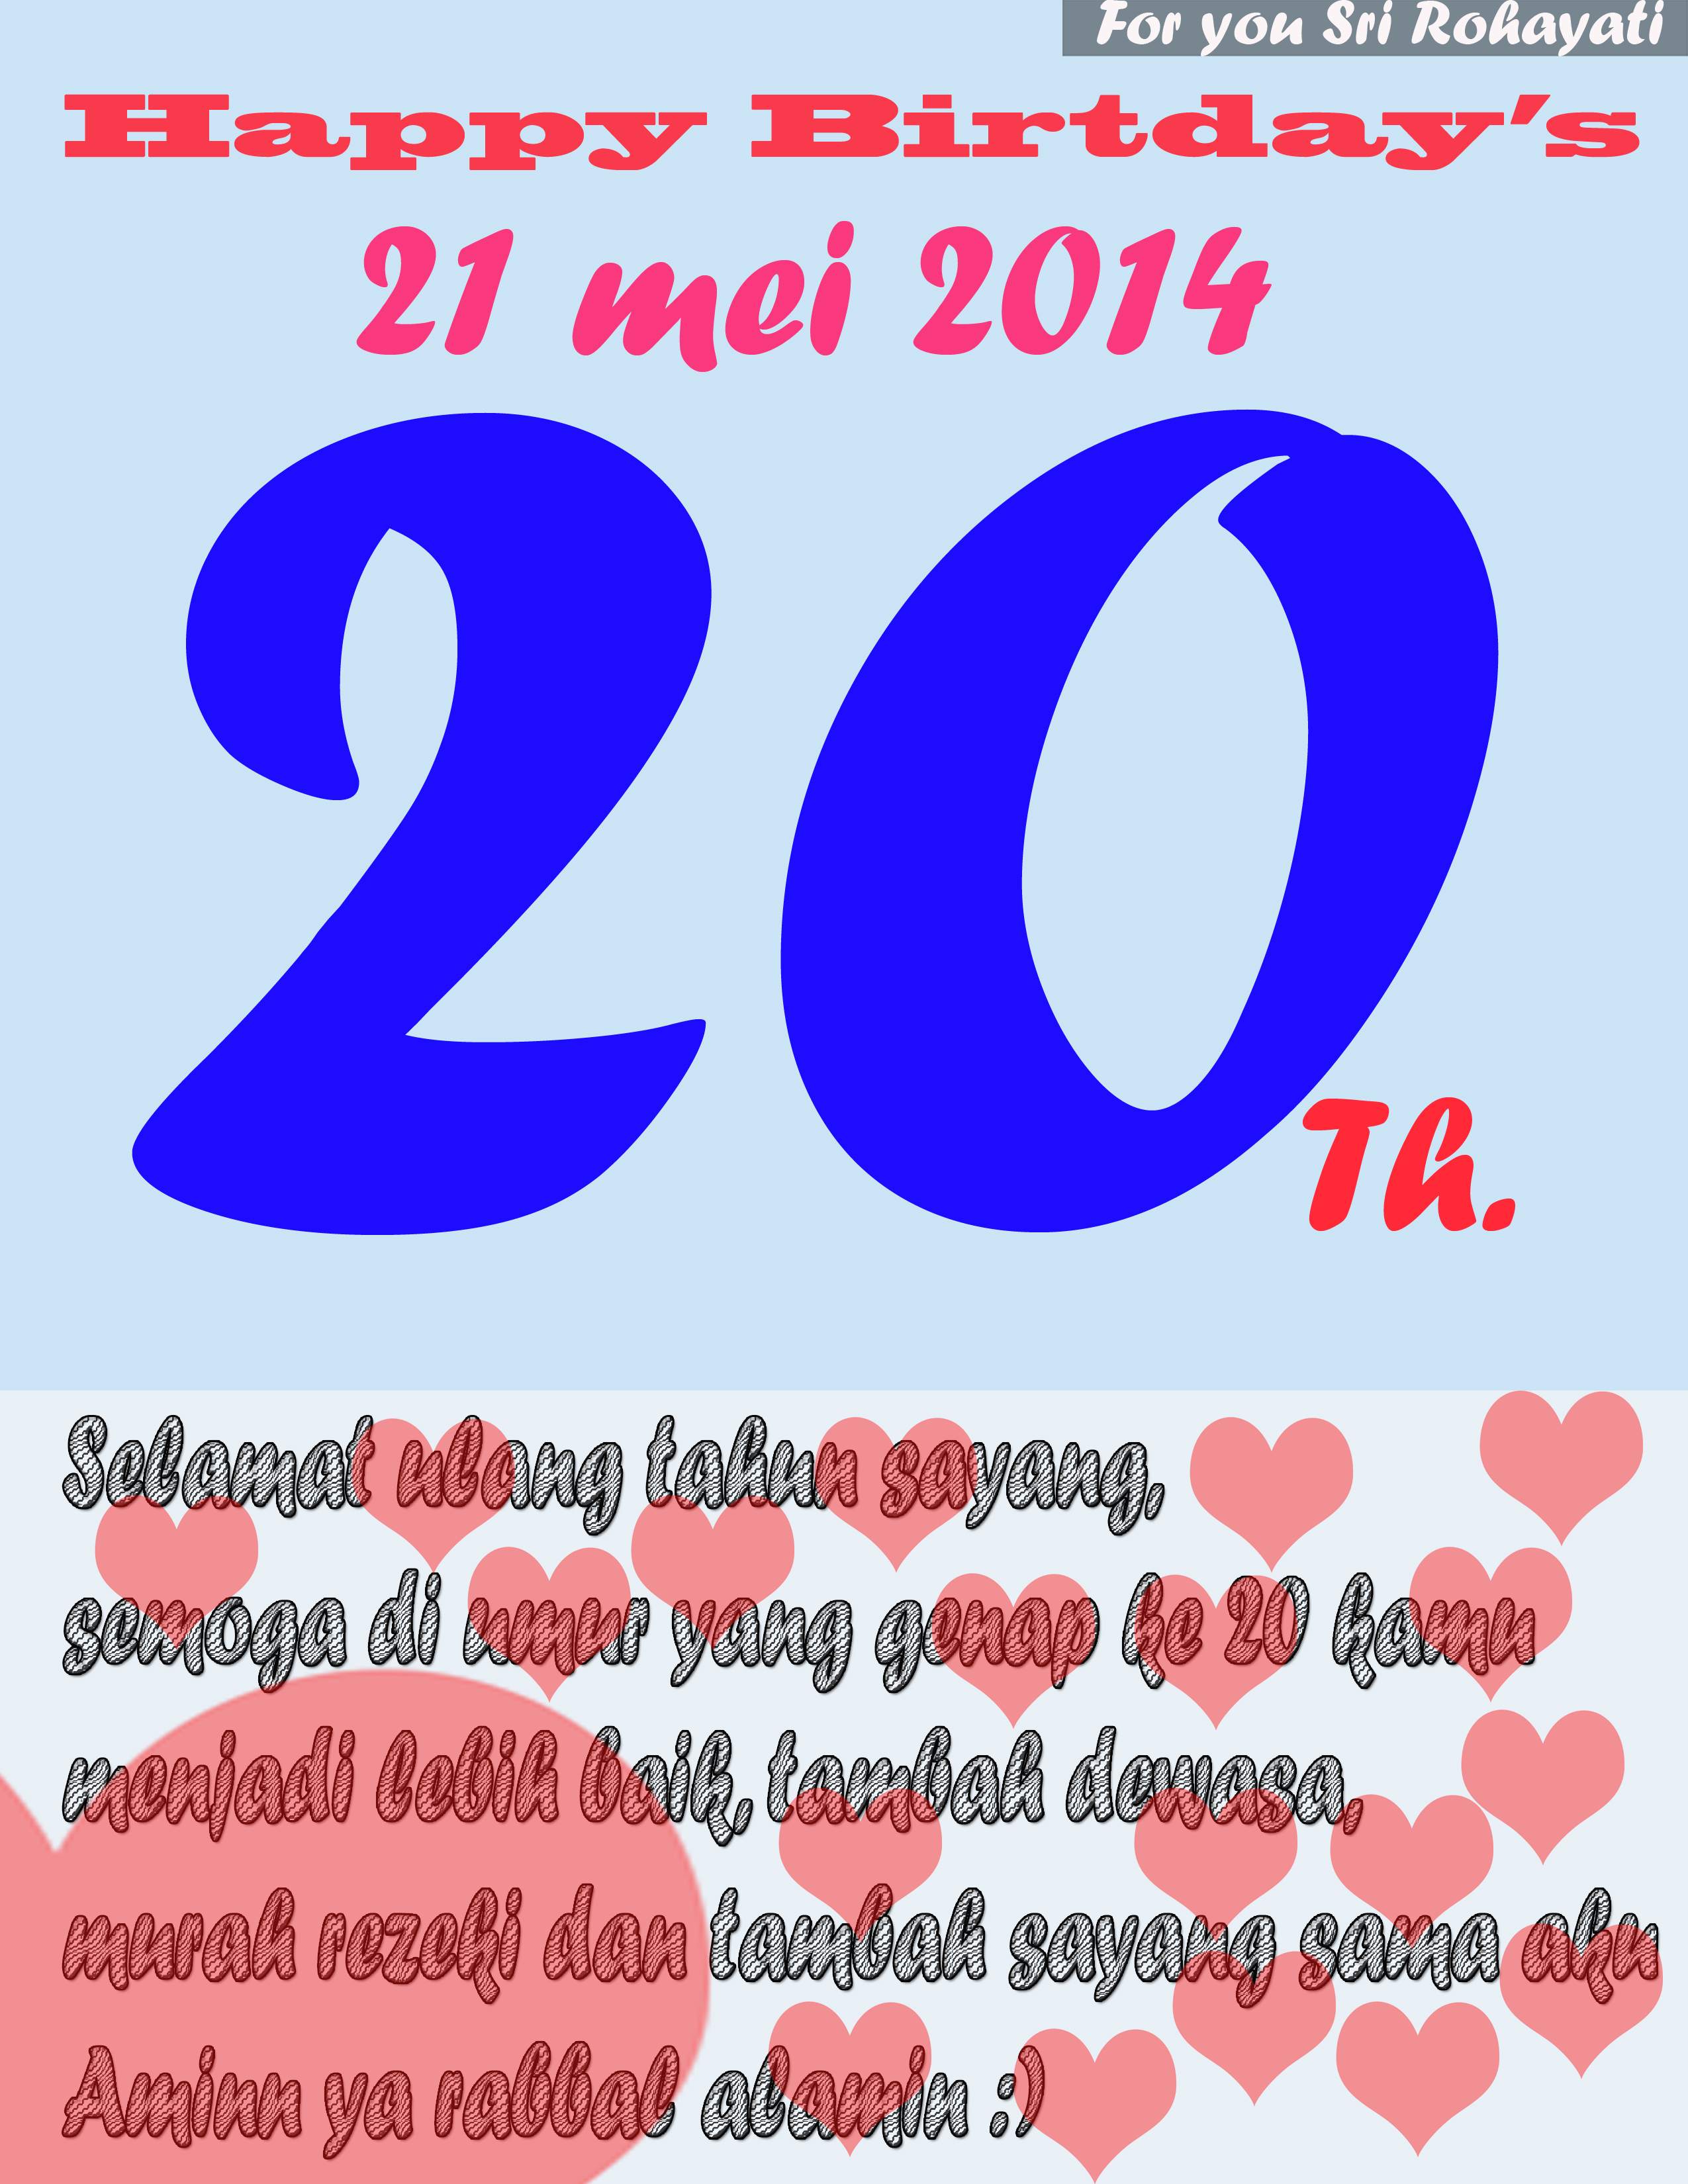 For you Sri Rohayati
Happy Birtday's
21 mei 2014
20
Th.
Selamat ulang tahun sayang,
semoga di umur yang genap ke 20 kamu
menjadi lebih baik, tambah dewasa,
murah rezeki dan tambah sayang sama aku
Aminn ya rabbal alamin :)